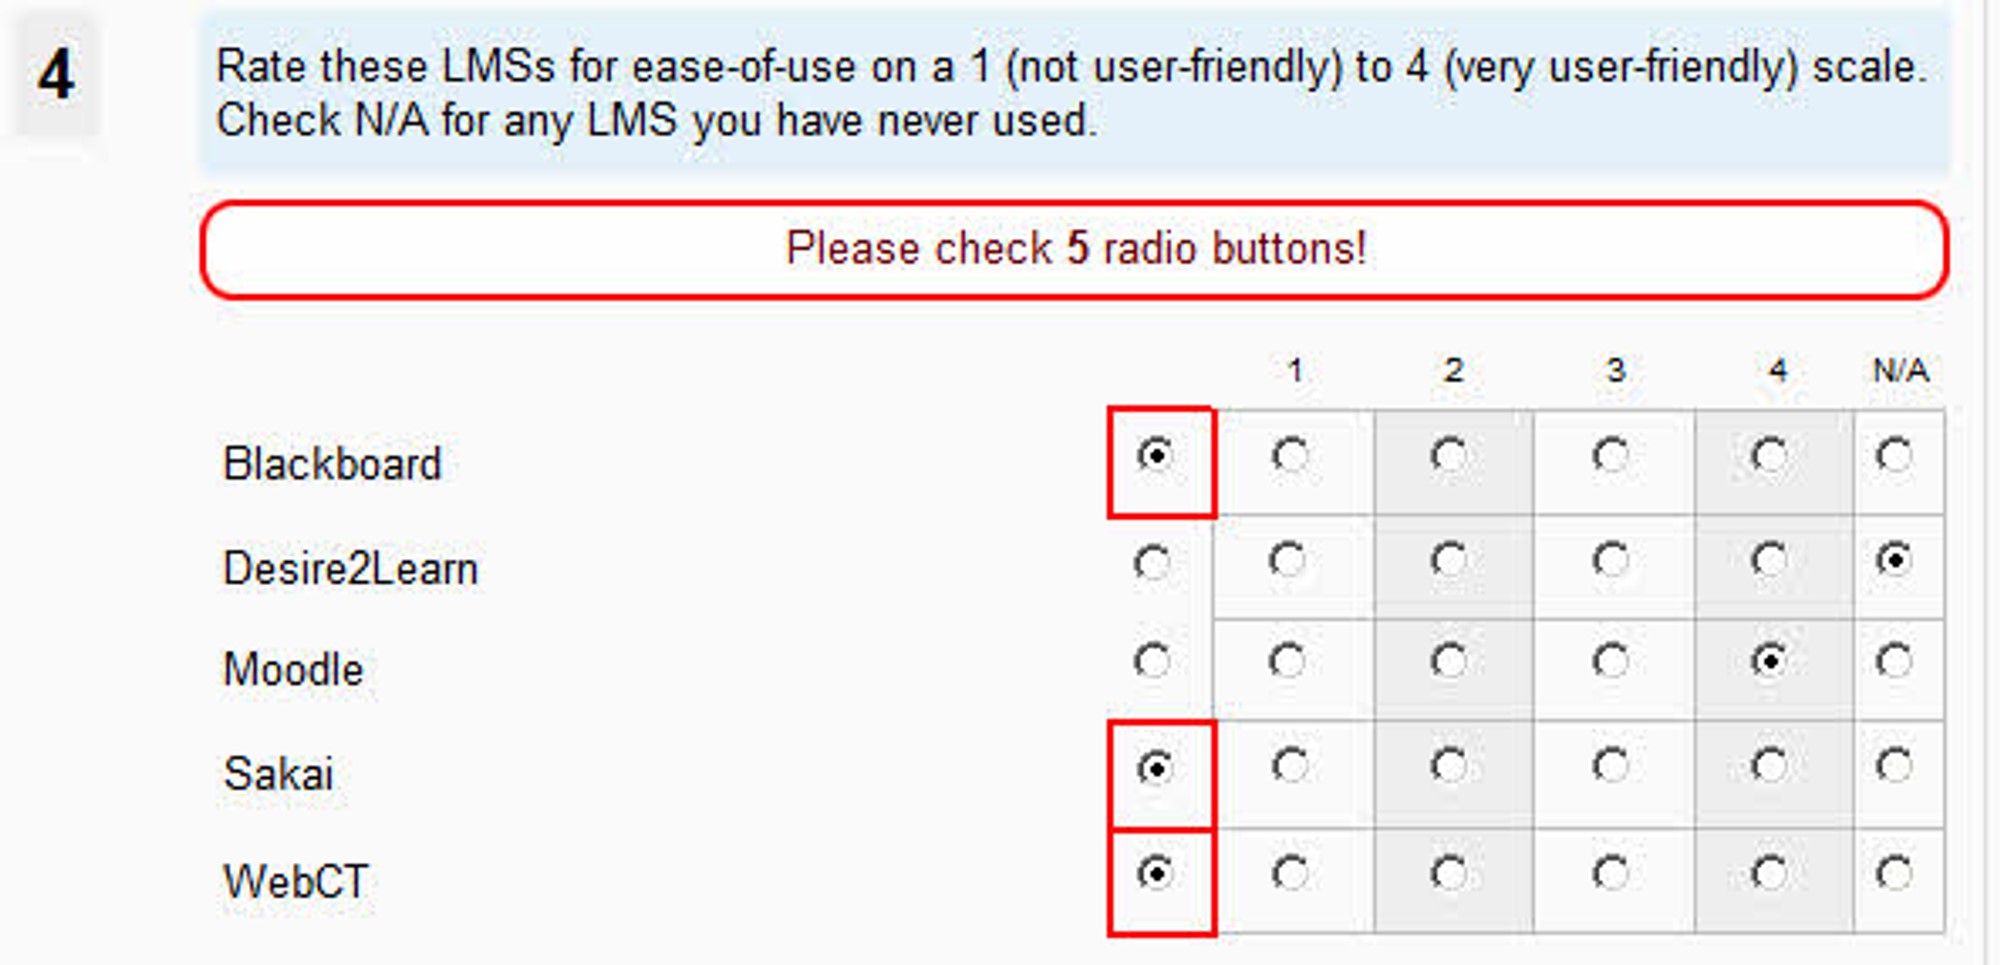 4
Rate these LMSs for ease-of-use on a 1 (not user-friendly) to 4 (very user-friendly) scale.
Check N/A for any LMS you have never used.
Please check 5 radio buttons!
1 2 3 4 N/A
Blackboard
Desire2Learn
Moodle
Sakai
WebCT